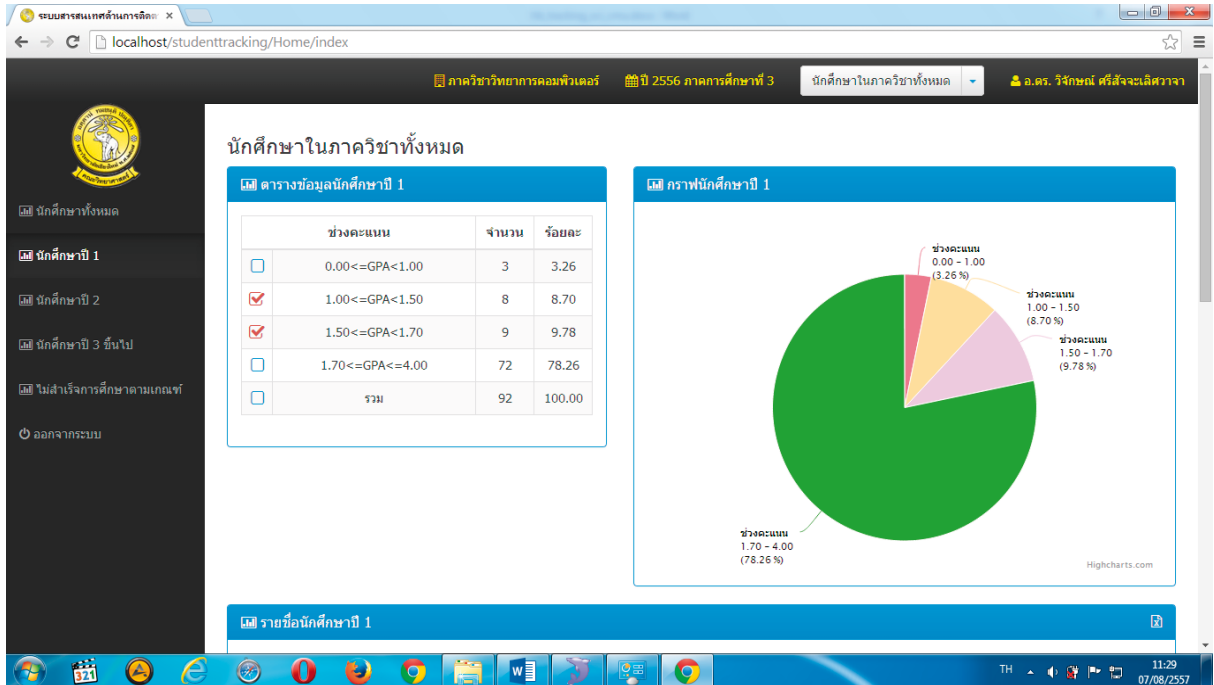 ระบบสารสนเทศด้านการติดต
localhost/studenttracking/Home/index
ภาควิชาวิทยาการคอมพิวเตอร์ ปี 2556 ภาคการศึกษาที่ 3 นักศึกษาในภาควิชาทั้งหมด อ.ดร. วิจักษณ์ ศรีสัจจะเลิศวาจา
นักศึกษาทั้งหมด
นักศึกษาปี 1
นักศึกษาปี 2
นักศึกษาปี 3 ขึ้นไป
ไม่สำเร็จการศึกษาตามเกณฑ์
ออกจากระบบ
นักศึกษาในภาควิชาทั้งหมด
ตารางข้อมูลนักศึกษาปี 1
ช่วงคะแนน จำนวน ร้อยละ
0.00<=GPA<1.00 3 3.26
1.00<=GPA<1.50 8 8.70
1.50<=GPA<1.70 9 9.78
1.70<=GPA<=4.00 72 78.26
รวม 92 100.00
กราฟนักศึกษาปี 1
ช่วงคะแนน
0.00 - 1.00
(3.26 %)
ช่วงคะแนน
1.00 - 1.50
(8.70 %)
ช่วงคะแนน
1.50 - 1.70
(9.78 %)
ช่วงคะแนน
1.70 - 4.00
(78.26 %)
Highcharts.com
รายชื่อนักศึกษาปี 1
321
TH
11:29
07/08/2557